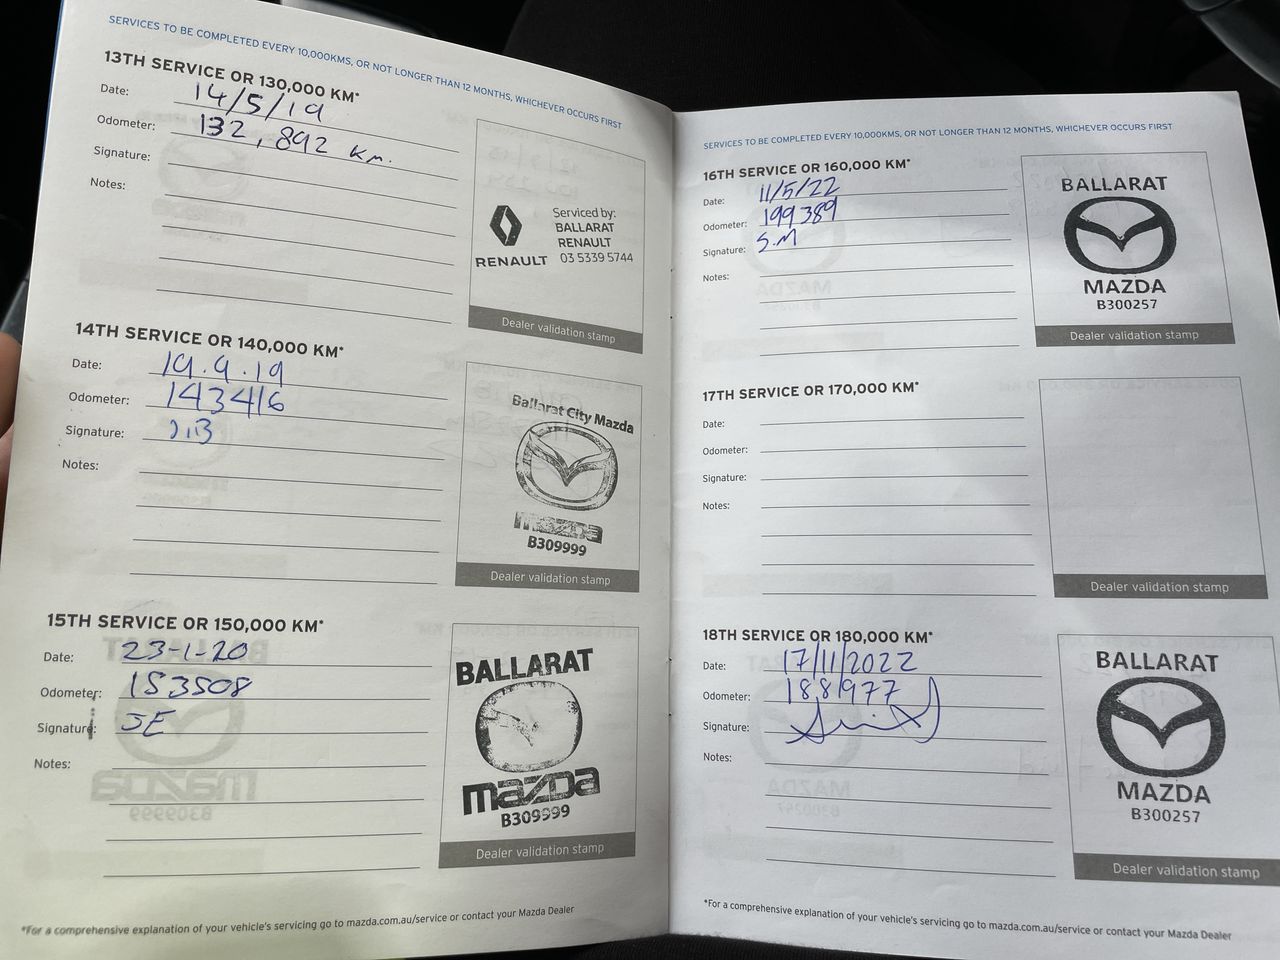 SERVICES TO BE COMPLETED EVERY 10,000KMS, OR NOT LONGER THAN 12 MONTHS, WHICHEVER OCCURS FIRST
13TH SERVICE OR 130,000 KM*
Date: 14/5/19
Odometer: 132,892 km.
Signature:
Notes:
RENAULT
Serviced by:
BALLARAT
RENAULT
03 5339 5744
Dealer validation stamp
14TH SERVICE OR 140,000 KM*
Date: 19.9.19
Odometer: 143416
Signature:
Notes:
Ballarat City Mazda
mazda
B309999
Dealer validation stamp
15TH SERVICE OR 150,000 KM*
Date: 23-1-20
Odometer: 153508
Signature: JE
Notes:
BALLARAT
mazda
B309999
Dealer validation stamp
*For a comprehensive explanation of your vehicle's servicing go to mazda.com.au/service or contact your Mazda Dealer
SERVICES TO BE COMPLETED EVERY 10,000KMS, OR NOT LONGER THAN 12 MONTHS, WHICHEVER OCCURS FIRST
16TH SERVICE OR 160,000 KM*
Date: 11/5/22
Odometer: 199389
Signature: S.M
Notes:
BALLARAT
MAZDA
B300257
Dealer validation stamp
17TH SERVICE OR 170,000 KM*
Date:
Odometer:
Signature:
Notes:
Dealer validation stamp
18TH SERVICE OR 180,000 KM*
Date: 17/11/2022
Odometer: 188977
Signature:
Notes:
BALLARAT
MAZDA
B300257
Dealer validation stamp
*For a comprehensive explanation of your vehicle's servicing go to mazda.com.au/service or contact your Mazda Dealer